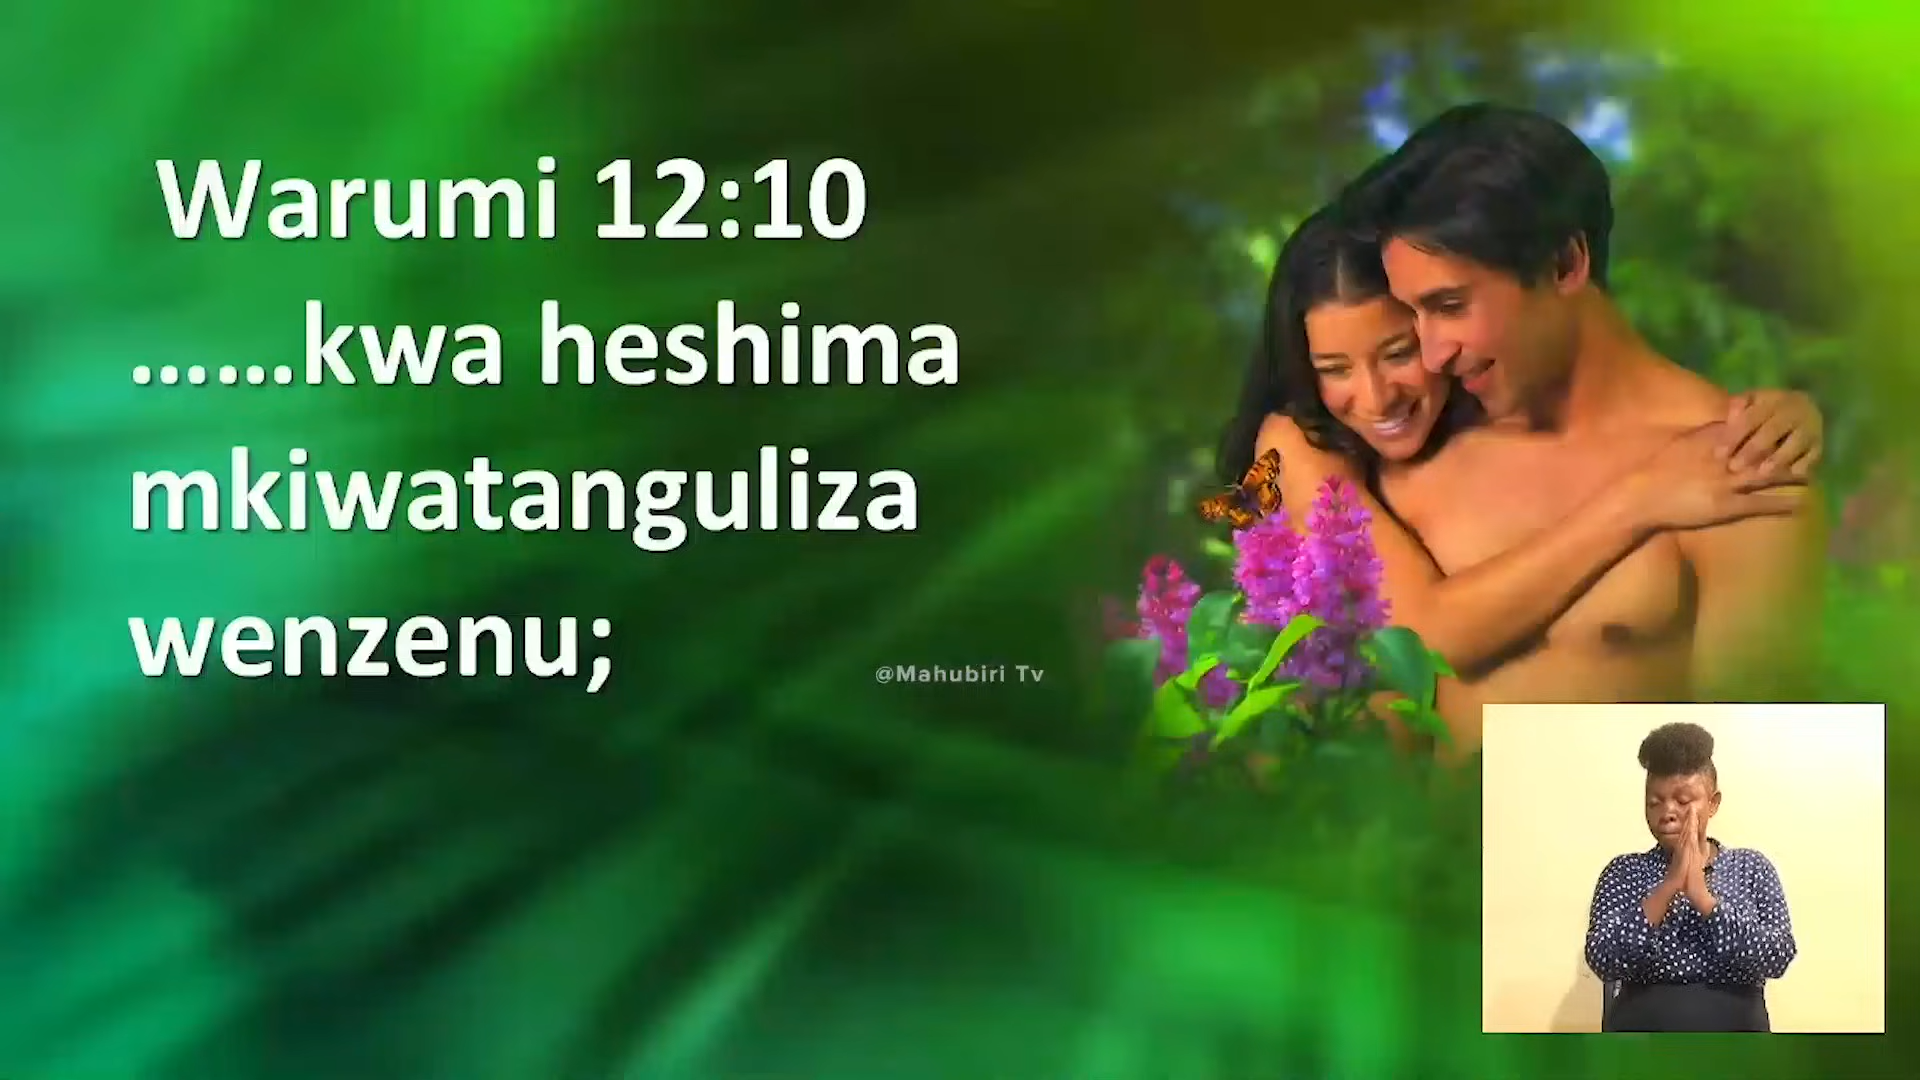 Warumi 12:10
……kwa heshima
mkiwatanguliza
wenzenu;
@Mahubiri Tv